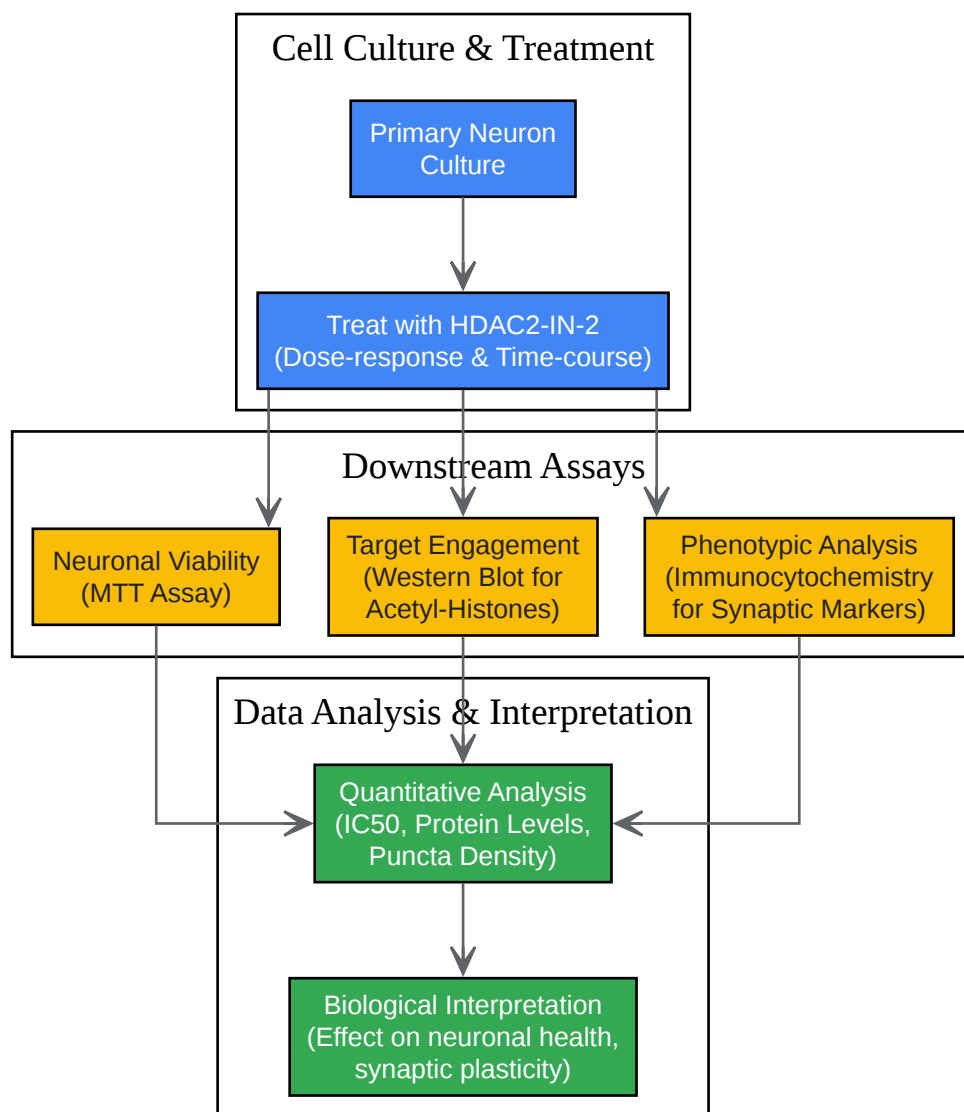 Cell Culture & Treatment
Primary Neuron
Culture
Treat with HDAC2-IN-2
(Dose-response & Time-course)
Downstream Assays
Neuronal Viability
(MTT Assay)
Target Engagement
(Western Blot for
Acetyl-Histones)
Phenotypic Analysis
(Immunocytochemistry
for Synaptic Markers)
Data Analysis & Interpretation
Quantitative Analysis
(IC50, Protein Levels,
Puncta Density)
Biological Interpretation
(Effect on neuronal health,
synaptic plasticity)